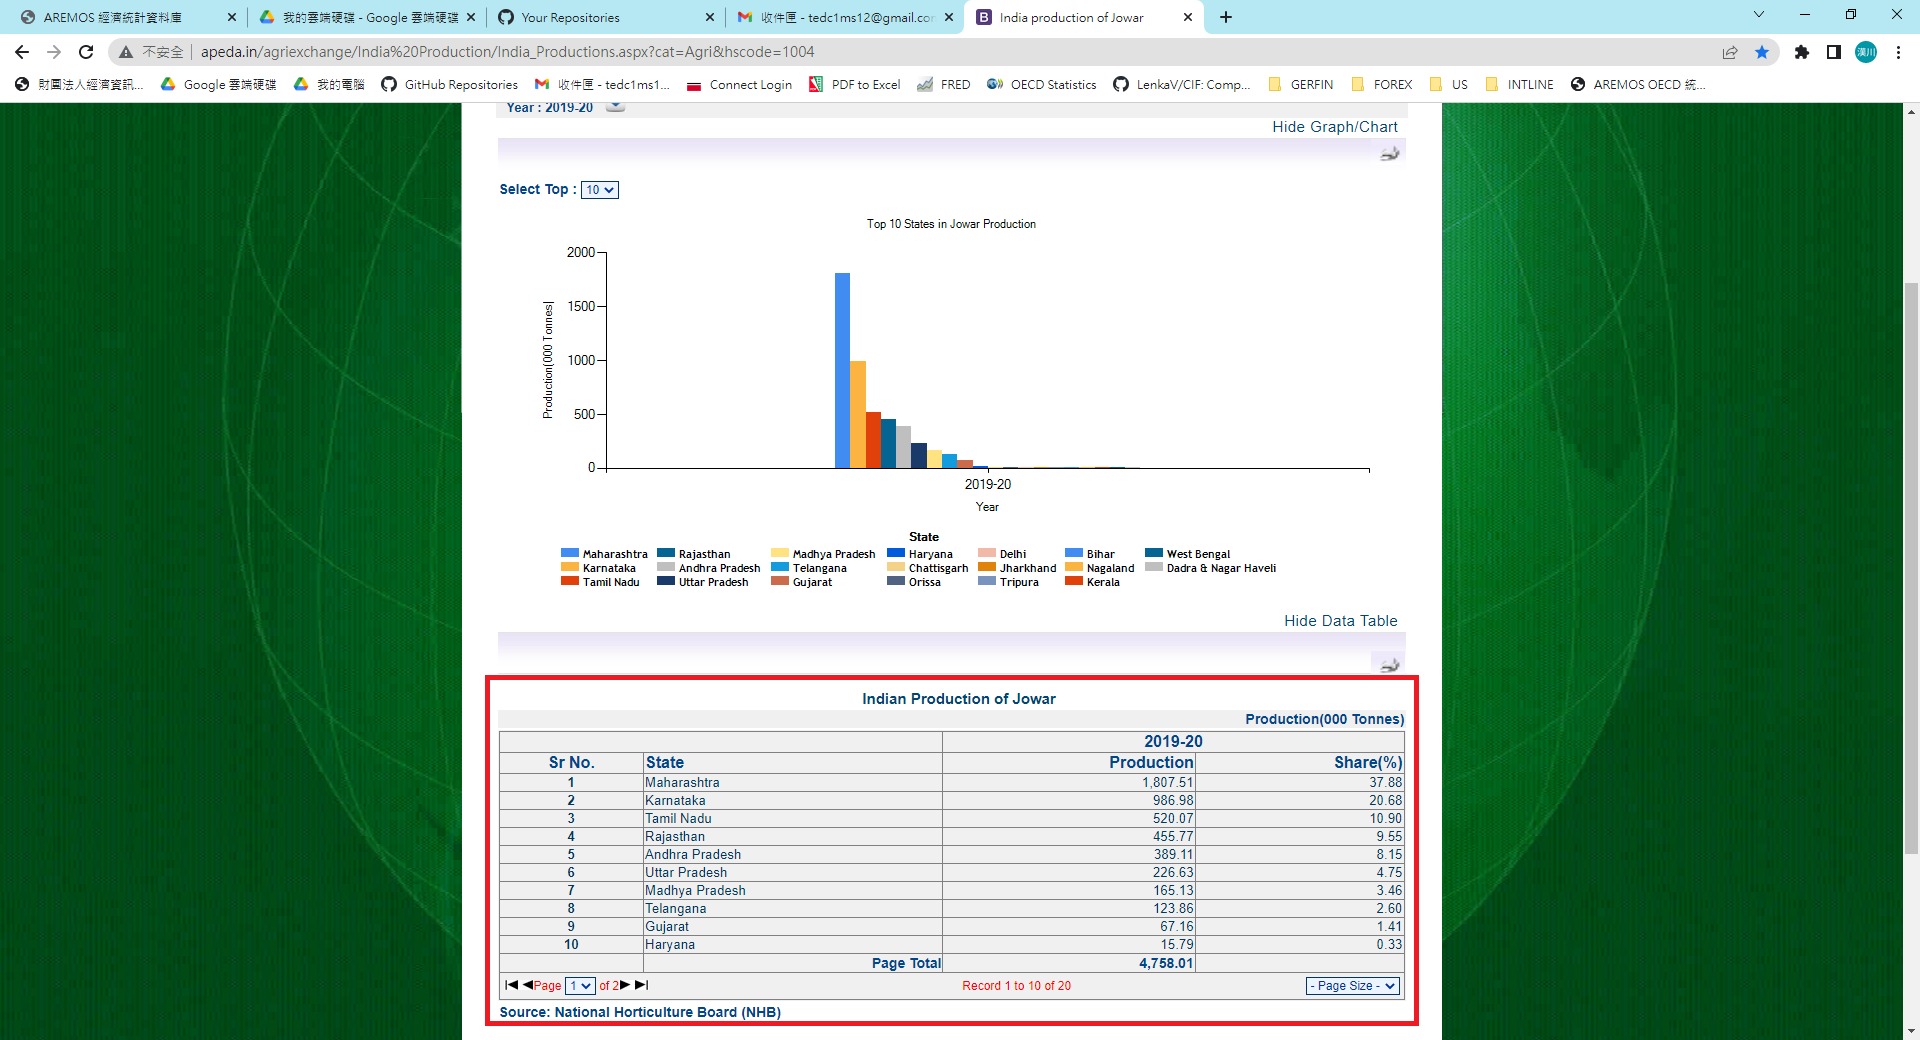 AREMOS 經濟統計資料庫
我的雲端硬碟 - Google 雲端硬碟
Your Repositories
收件匣 - tedc1ms12@gmail.com
India production of Jowar
不安全
apeda.in/agriexchange/India%20Production/India_Productions.aspx?cat=Agri&hscode=1004
漢川
財團法人經濟資訊...
Google 雲端硬碟
我的電腦
GitHub Repositories
收件匣 - tedc1ms1...
Connect Login
PDF to Excel
FRED
OECD Statistics
LenkaV/CIF: Comp...
GERFIN
FOREX
US
INTLINE
AREMOS OECD 統...
Year : 2019-20
Hide Graph/Chart
Select Top : 10
Top 10 States in Jowar Production
2000
1500
1000
500
0
Production(000 Tonnes)
2019-20
Year
State
Maharashtra Rajasthan Madhya Pradesh Haryana Delhi Bihar West Bengal
Karnataka Andhra Pradesh Telangana Chattisgarh Jharkhand Nagaland Dadra & Nagar Haveli
Tamil Nadu Uttar Pradesh Gujarat Orissa Tripura Kerala
Hide Data Table
Indian Production of Jowar
Production(000 Tonnes)
2019-20
Sr No. State Production Share(%)
1 Maharashtra 1,807.51 37.88
2 Karnataka 986.98 20.68
3 Tamil Nadu 520.07 10.90
4 Rajasthan 455.77 9.55
5 Andhra Pradesh 389.11 8.15
6 Uttar Pradesh 226.63 4.75
7 Madhya Pradesh 165.13 3.46
8 Telangana 123.86 2.60
9 Gujarat 67.16 1.41
10 Haryana 15.79 0.33
Page Total 4,758.01
Page 1 of 2 Record 1 to 10 of 20 - Page Size -
Source: National Horticulture Board (NHB)